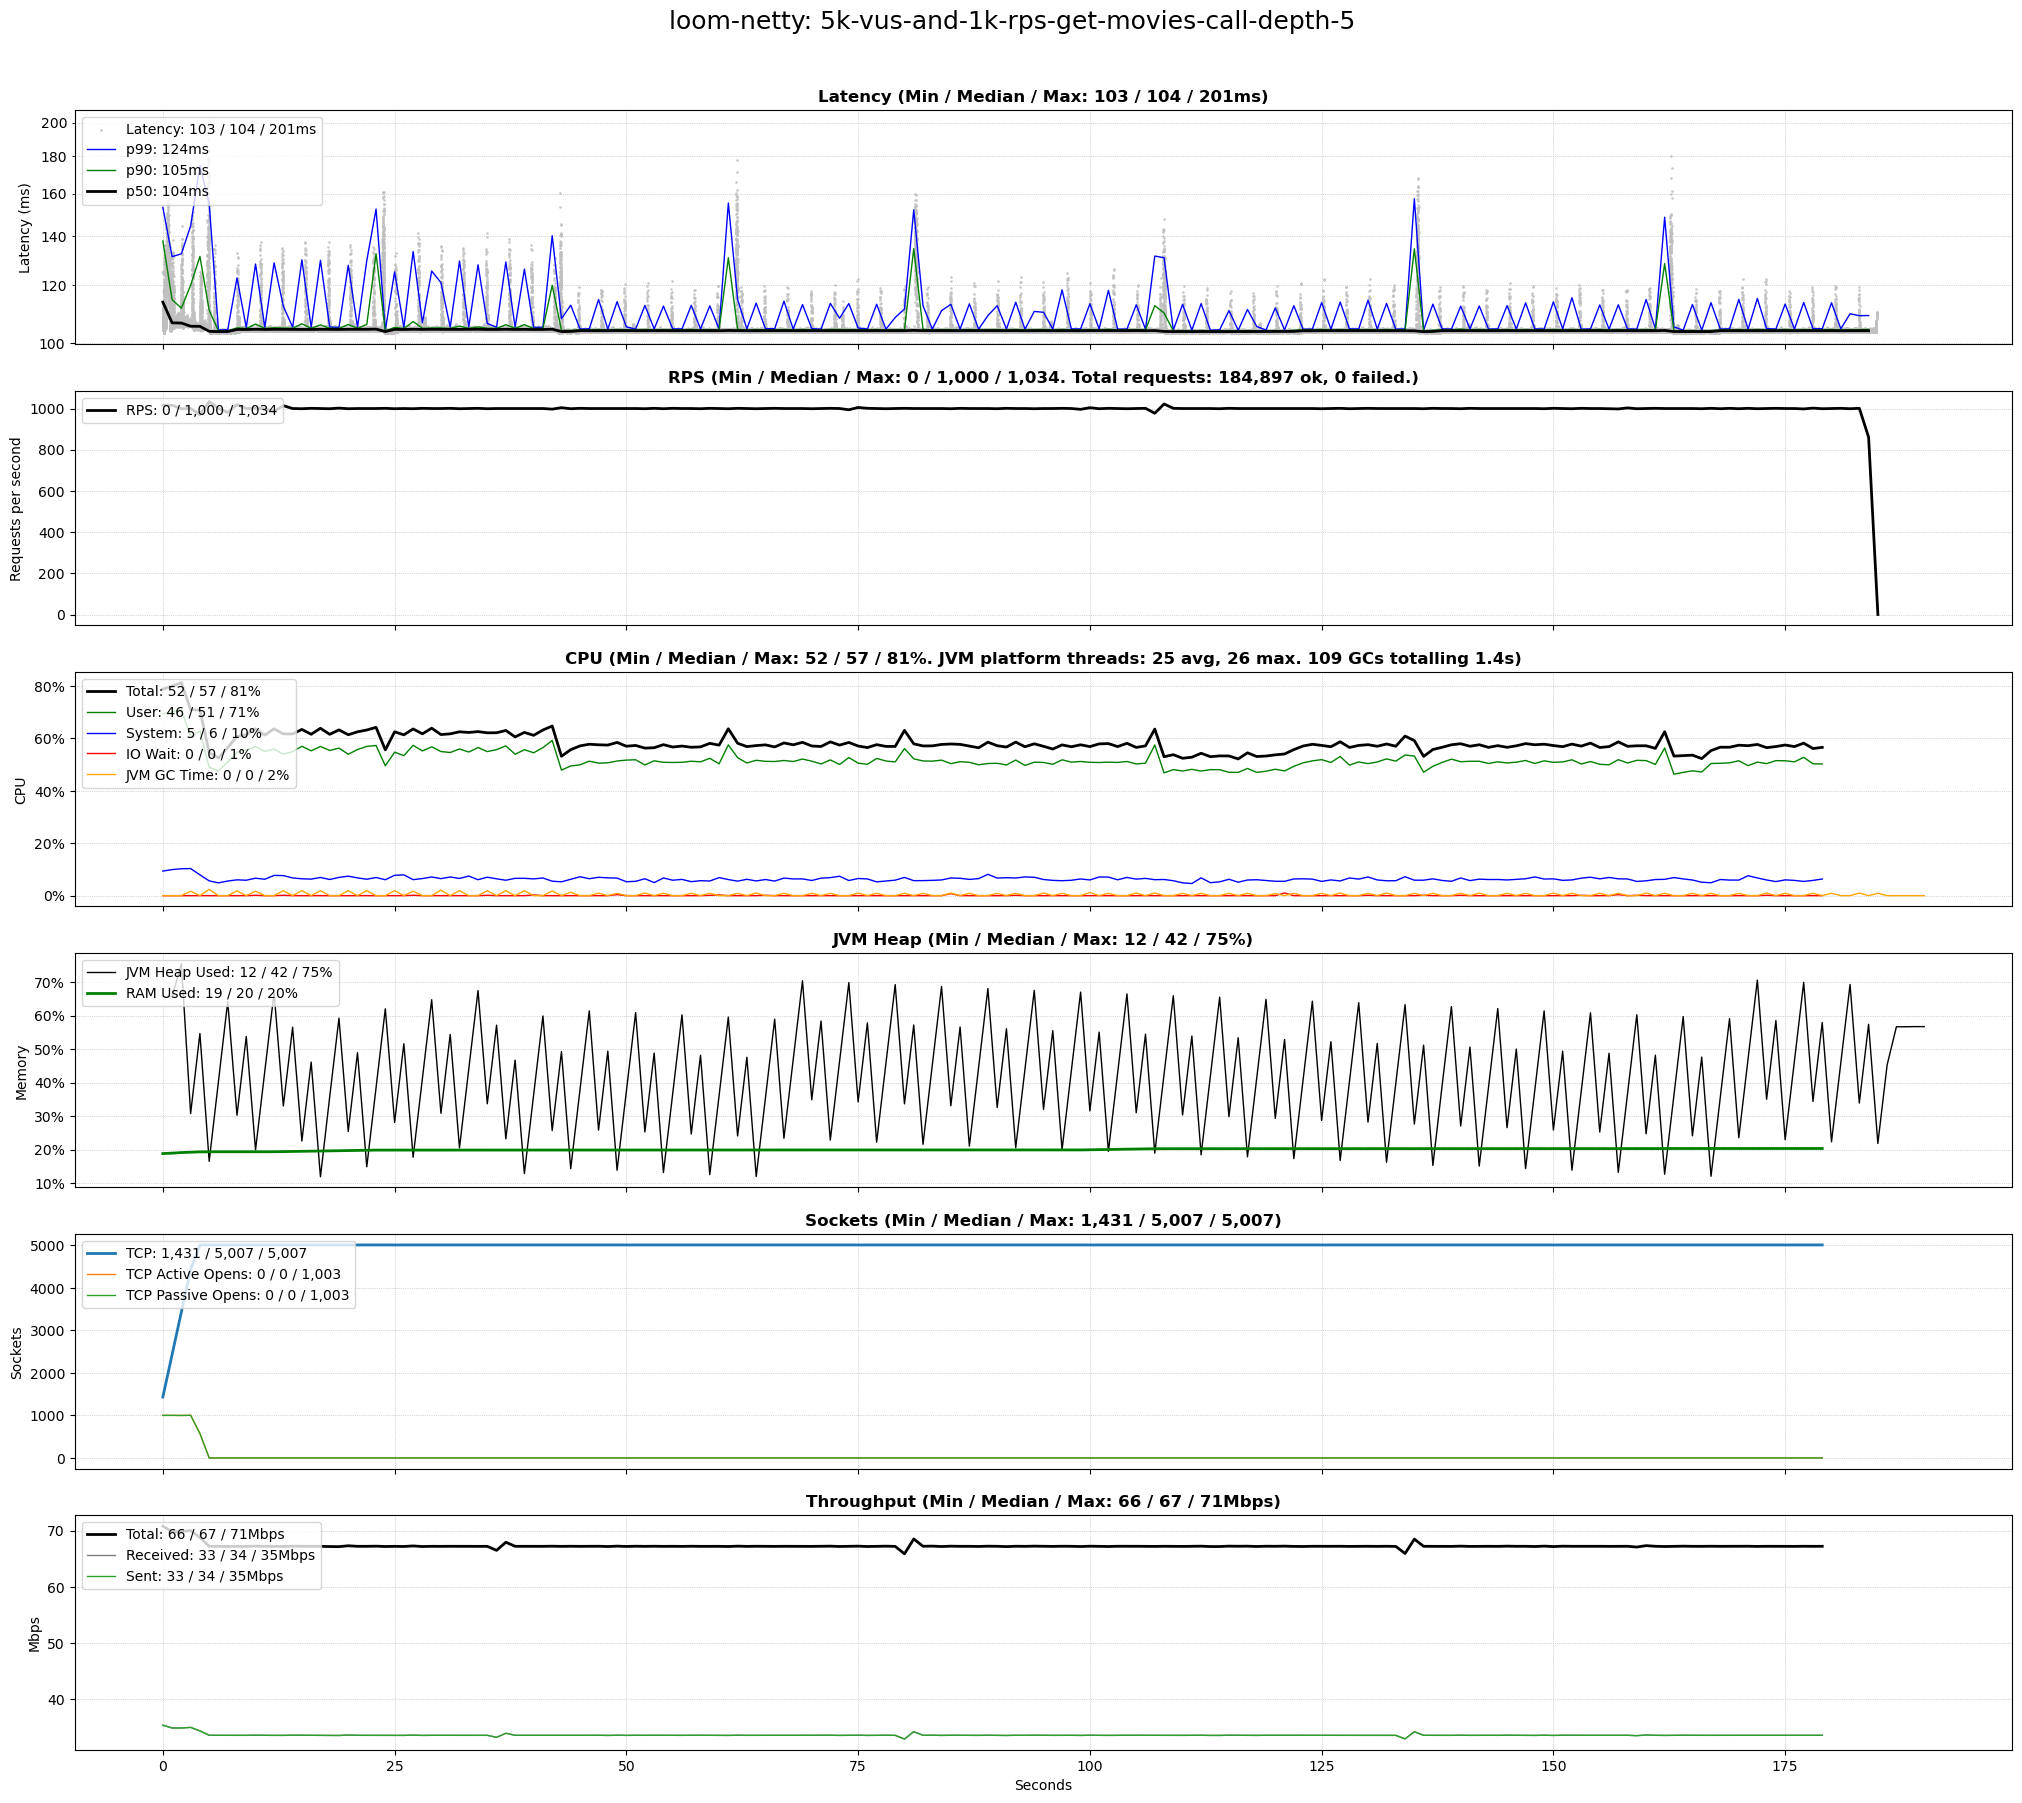 loom-netty: 5k-vus-and-1k-rps-get-movies-call-depth-5
Latency (Min / Median / Max: 103 / 104 / 201ms)
Latency (ms)
200
180
160
140
120
100
Latency: 103 / 104 / 201ms
p99: 124ms
p90: 105ms
p50: 104ms
RPS (Min / Median / Max: 0 / 1,000 / 1,034. Total requests: 184,897 ok, 0 failed.)
Requests per second
1000
800
600
400
200
0
RPS: 0 / 1,000 / 1,034
CPU (Min / Median / Max: 52 / 57 / 81%. JVM platform threads: 25 avg, 26 max. 109 GCs totalling 1.4s)
CPU
80%
60%
40%
20%
0%
Total: 52 / 57 / 81%
User: 46 / 51 / 71%
System: 5 / 6 / 10%
IO Wait: 0 / 0 / 1%
JVM GC Time: 0 / 0 / 2%
JVM Heap (Min / Median / Max: 12 / 42 / 75%)
Memory
70%
60%
50%
40%
30%
20%
10%
JVM Heap Used: 12 / 42 / 75%
RAM Used: 19 / 20 / 20%
Sockets (Min / Median / Max: 1,431 / 5,007 / 5,007)
Sockets
5000
4000
3000
2000
1000
0
TCP: 1,431 / 5,007 / 5,007
TCP Active Opens: 0 / 0 / 1,003
TCP Passive Opens: 0 / 0 / 1,003
Throughput (Min / Median / Max: 66 / 67 / 71Mbps)
Mbps
70
60
50
40
Total: 66 / 67 / 71Mbps
Received: 33 / 34 / 35Mbps
Sent: 33 / 34 / 35Mbps
0 25 50 75 100 125 150 175
Seconds